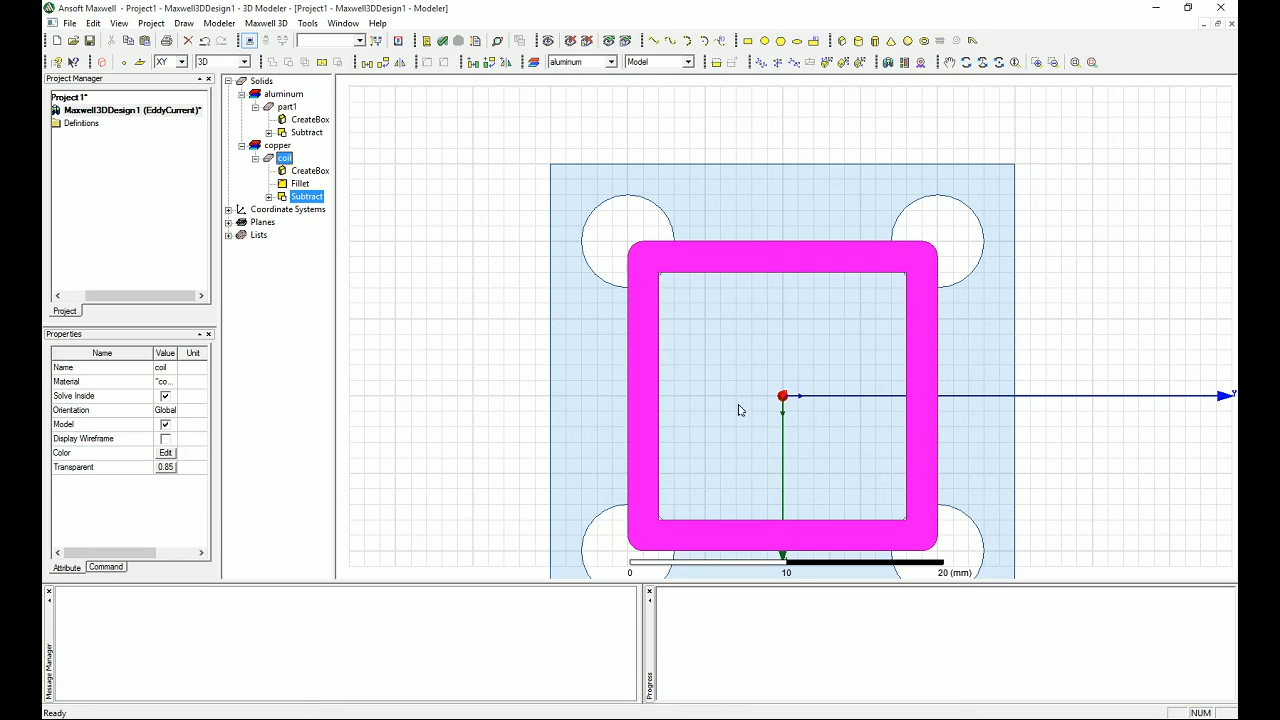 Ansoft Maxwell - Project1 - Maxwell3DDesign1 - 3D Modeler - [Project1 - Maxwell3DDesign1 - Modeler]
File Edit View Project Draw Modeler Maxwell 3D Tools Window Help
XY 3D aluminum Model
Project Manager
Project1*
Maxwell3DDesign1 (EddyCurrent)*
Definitions
Project
Solids
aluminum
part1
CreateBox
Subtract
copper
coil
CreateBox
Fillet
Subtract
Coordinate Systems
Planes
Lists
Properties
Name Value Unit
Name coil
Material "co...
Solve Inside
Orientation Global
Model
Display Wireframe
Color Edit
Transparent 0.85
Attribute Command
Y
0 10 20 (mm)
Message Manager
Progress
Ready NUM